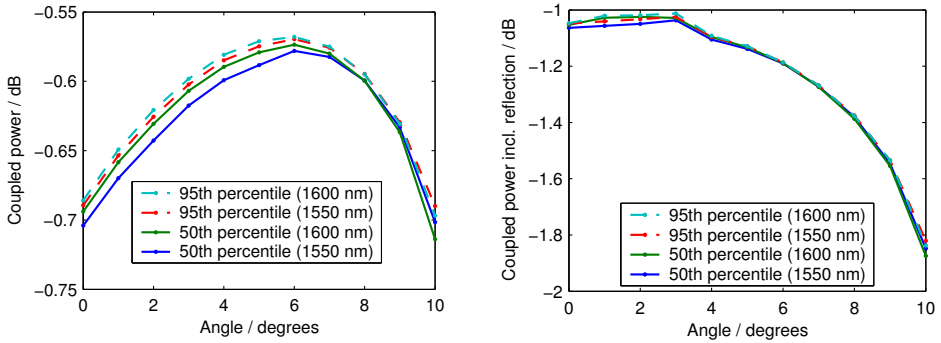 Coupled power / dB
−0.55
−0.6
−0.65
−0.7
−0.75
0
2
4
6
8
10
Angle / degrees
95th percentile (1600 nm)
95th percentile (1550 nm)
50th percentile (1600 nm)
50th percentile (1550 nm)
Coupled power incl. reflection / dB
−1
−1.2
−1.4
−1.6
−1.8
−2
0
2
4
6
8
10
Angle / degrees
95th percentile (1600 nm)
95th percentile (1550 nm)
50th percentile (1600 nm)
50th percentile (1550 nm)